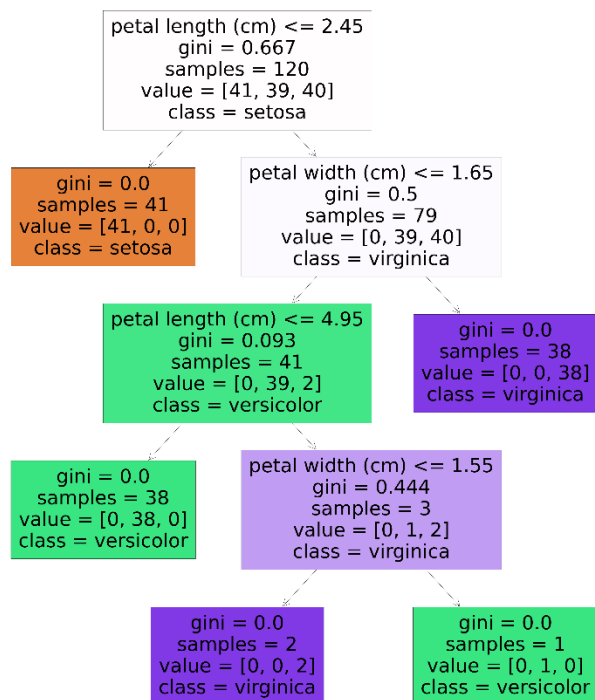 petal length (cm) <= 2.45
gini = 0.667
samples = 120
value = [41, 39, 40]
class = setosa
gini = 0.0
samples = 41
value = [41, 0, 0]
class = setosa
petal width (cm) <= 1.65
gini = 0.5
samples = 79
value = [0, 39, 40]
class = virginica
petal length (cm) <= 4.95
gini = 0.093
samples = 41
value = [0, 39, 2]
class = versicolor
gini = 0.0
samples = 38
value = [0, 0, 38]
class = virginica
gini = 0.0
samples = 38
value = [0, 38, 0]
class = versicolor
petal width (cm) <= 1.55
gini = 0.444
samples = 3
value = [0, 1, 2]
class = virginica
gini = 0.0
samples = 2
value = [0, 0, 2]
class = virginica
gini = 0.0
samples = 1
value = [0, 1, 0]
class = versicolor